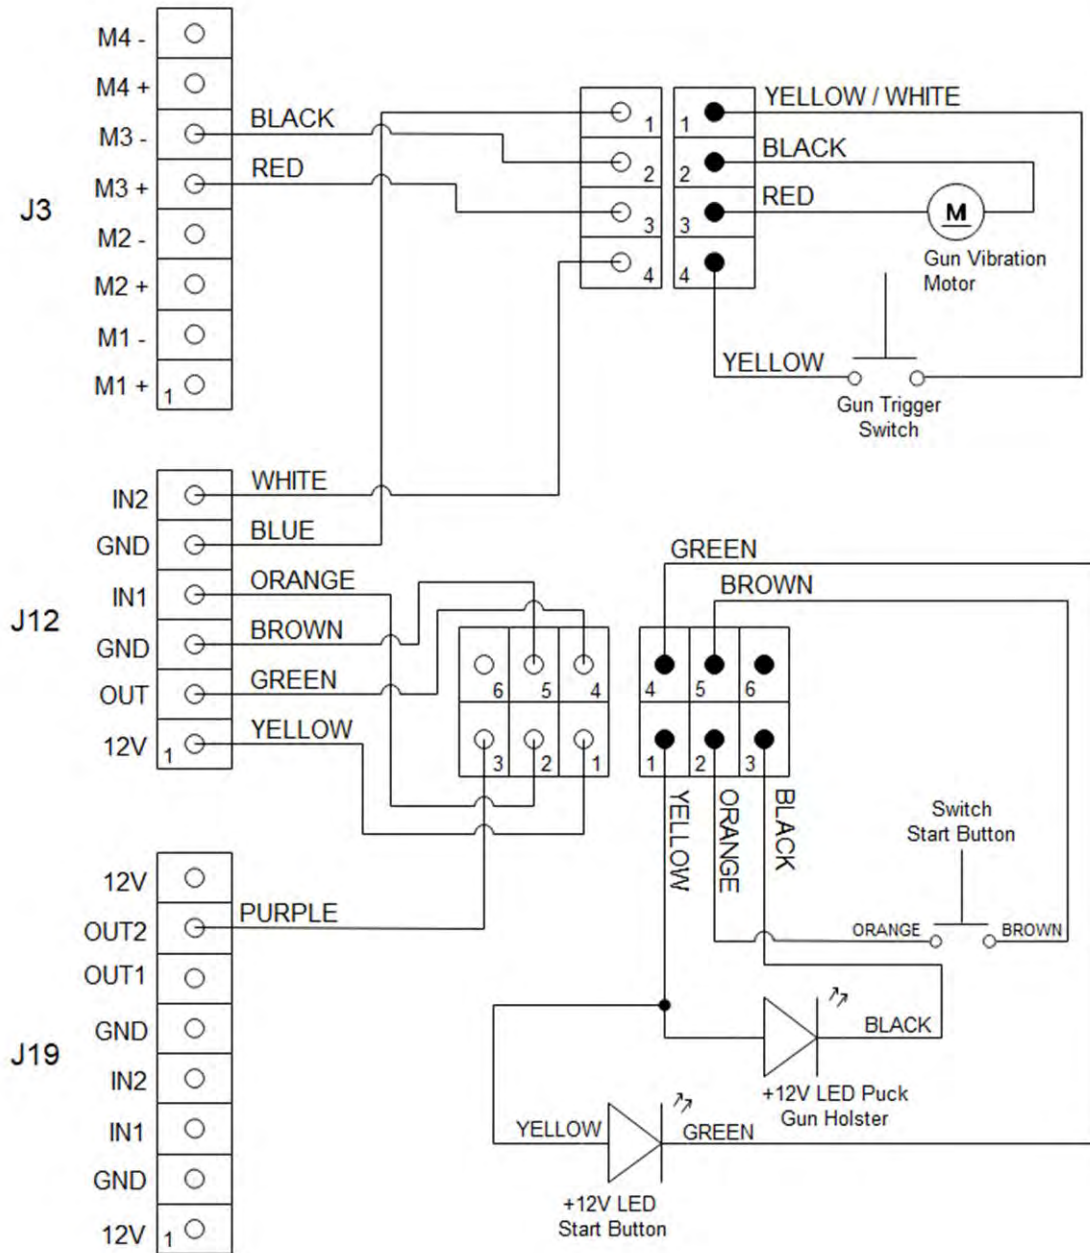 J3
M4 -
M4 +
M3 -
M3 +
M2 -
M2 +
M1 -
M1 +
1
BLACK
RED
1
2
3
4
1
2
3
4
YELLOW / WHITE
BLACK
RED
M
Gun Vibration
Motor
YELLOW
Gun Trigger
Switch
J12
IN2
GND
IN1
GND
OUT
12V
1
WHITE
BLUE
ORANGE
BROWN
GREEN
YELLOW
6
5
4
3
2
1
GREEN
BROWN
4
5
6
1
2
3
YELLOW
ORANGE
BLACK
Switch
Start Button
ORANGE
BROWN
BLACK
+12V LED Puck
Gun Holster
YELLOW
GREEN
+12V LED
Start Button
J19
12V
OUT2
OUT1
GND
IN2
IN1
GND
12V
1
PURPLE